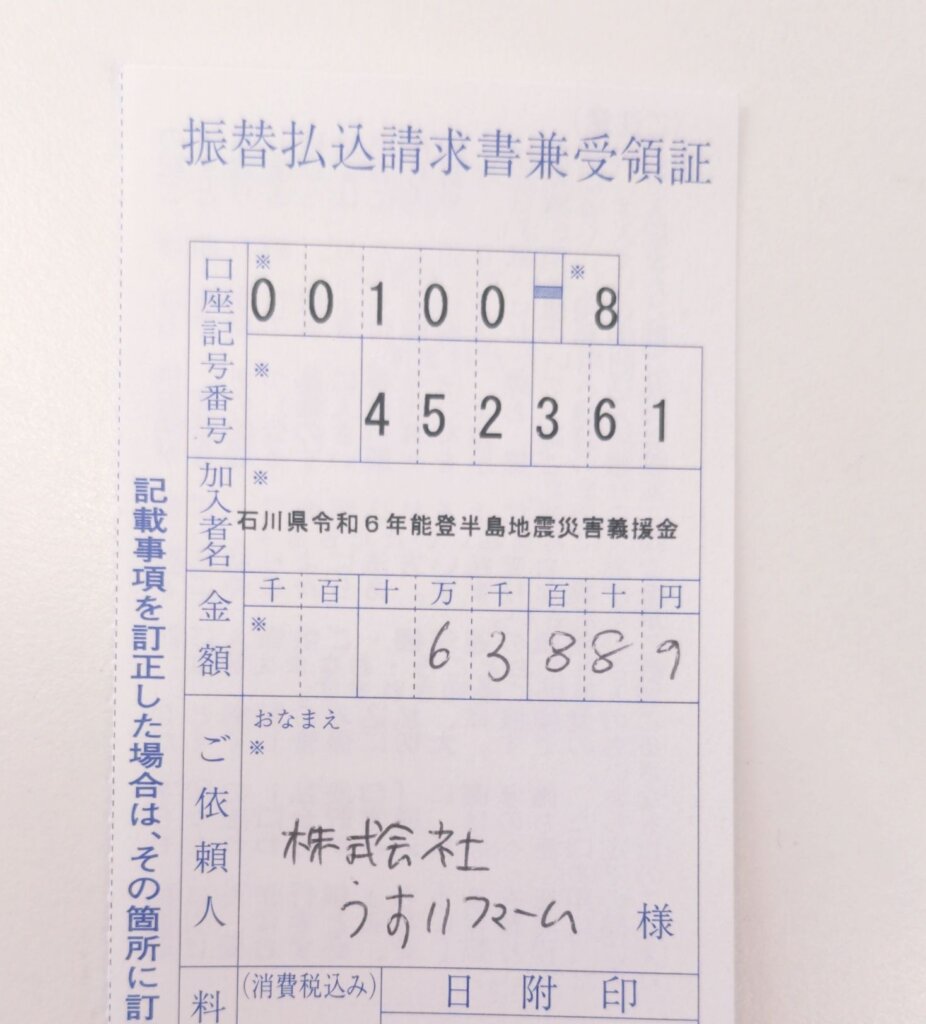 振替払込請求書兼受領証
口座記号番号
※ 00100-※8
※ 452361
加入者名
※
石川県令和6年能登半島地震災害義援金
金額
千百十万千百十円
※ 63889
ご依頼人
おなまえ
※
株式会社
うすいファーム 様
料
(消費税込み)
日附印
記載事項を訂正した場合は、その箇所に訂